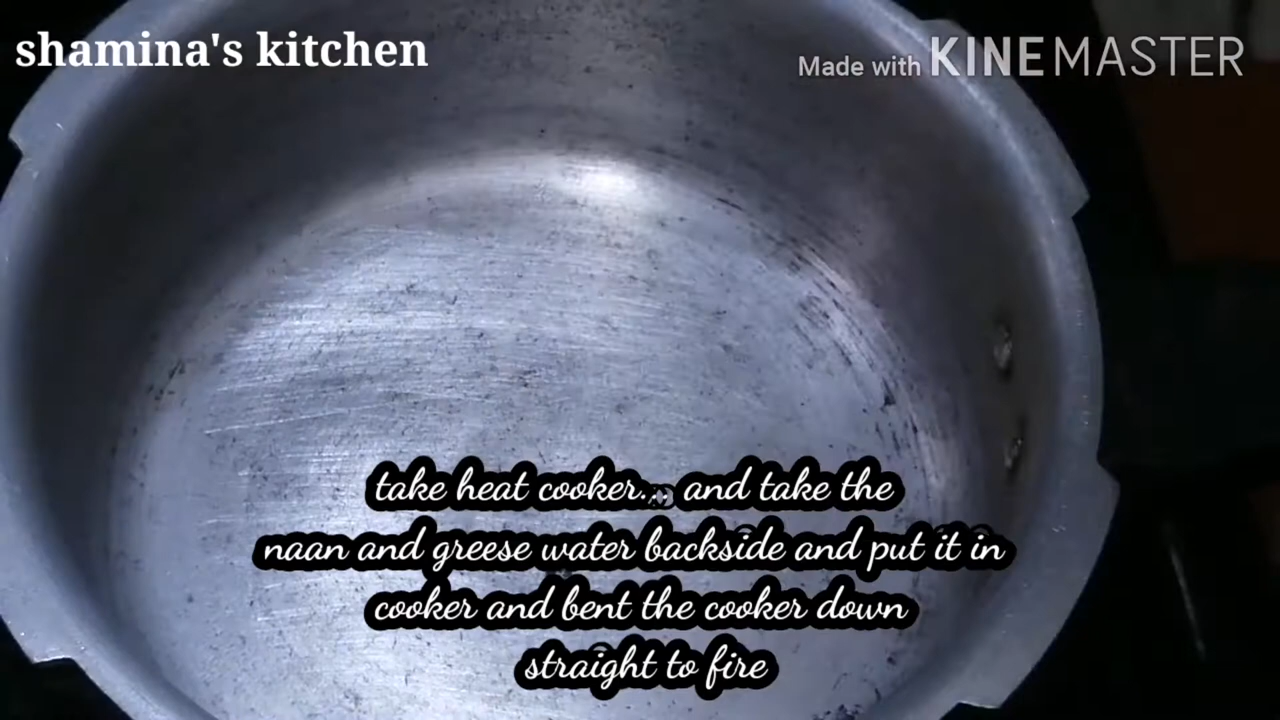 shamina's kitchen
Made with KINEMASTER
take heat cooker... and take the
naan and greese water backside and put it in
cooker and bent the cooker down
straight to fire